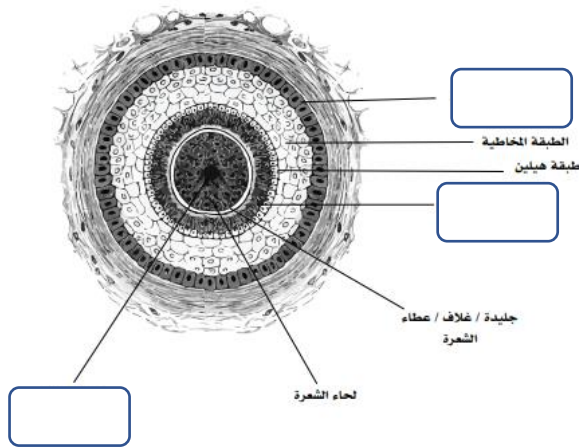 الطبقة المخاطية
طبقة هيلين
جليدة / غلاف / عطاء
الشعرة
لحاء الشعرة